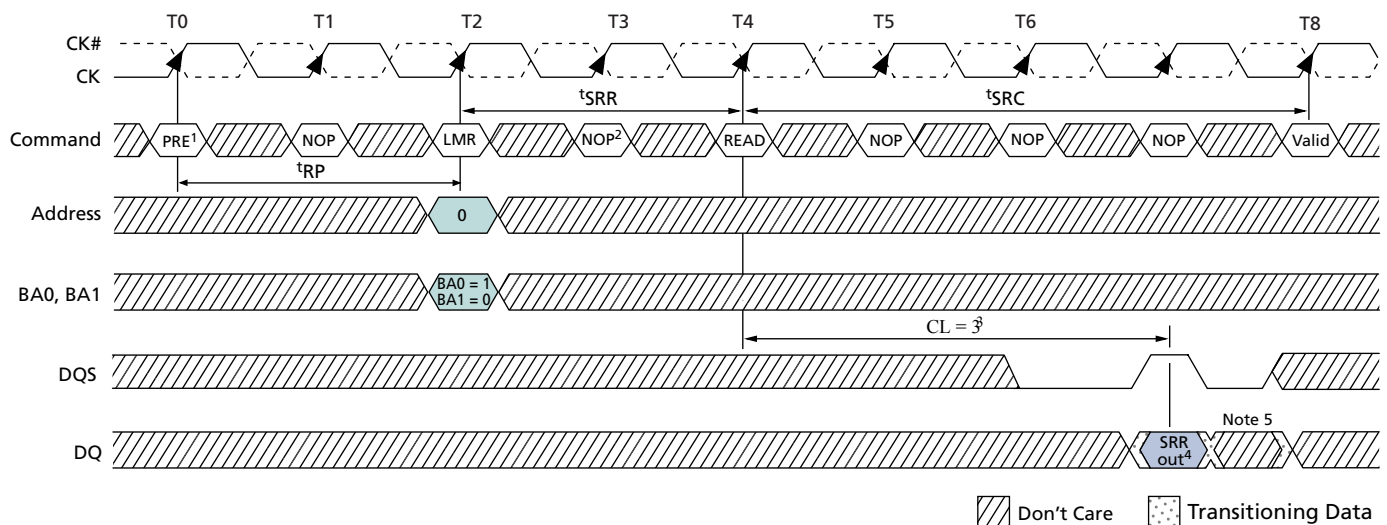 T0 T1 T2 T3 T4 T5 T6 T8
CK#
CK
tSRR tSRC
Command PRE1 NOP LMR NOP2 READ NOP NOP NOP Valid
tRP
Address 0
BA0, BA1 BA0 = 1
BA1 = 0
CL = 33
DQS
Note 5
DQ SRR
out4
Don't Care Transitioning Data